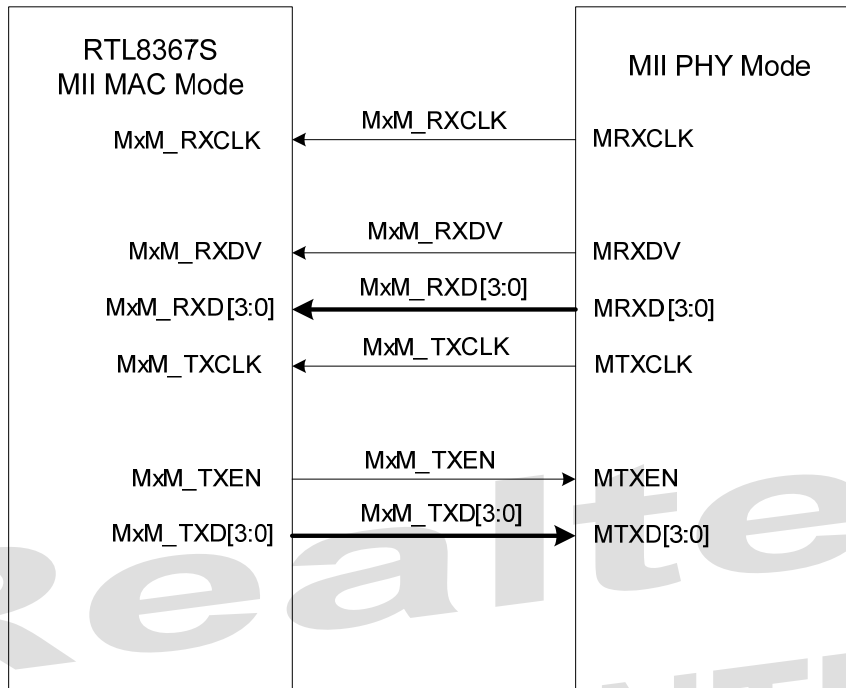 RTL8367S
MII MAC Mode
MII PHY Mode
MxM_RXCLK
MxM_RXCLK
MRXCLK
MxM_RXDV
MxM_RXDV
MRXDV
MxM_RXD[3:0]
MxM_RXD[3:0]
MRXD[3:0]
MxM_TXCLK
MxM_TXCLK
MTXCLK
MxM_TXEN
MxM_TXEN
MTXEN
MxM_TXD[3:0]
MxM_TXD[3:0]
MTXD[3:0]
Realte